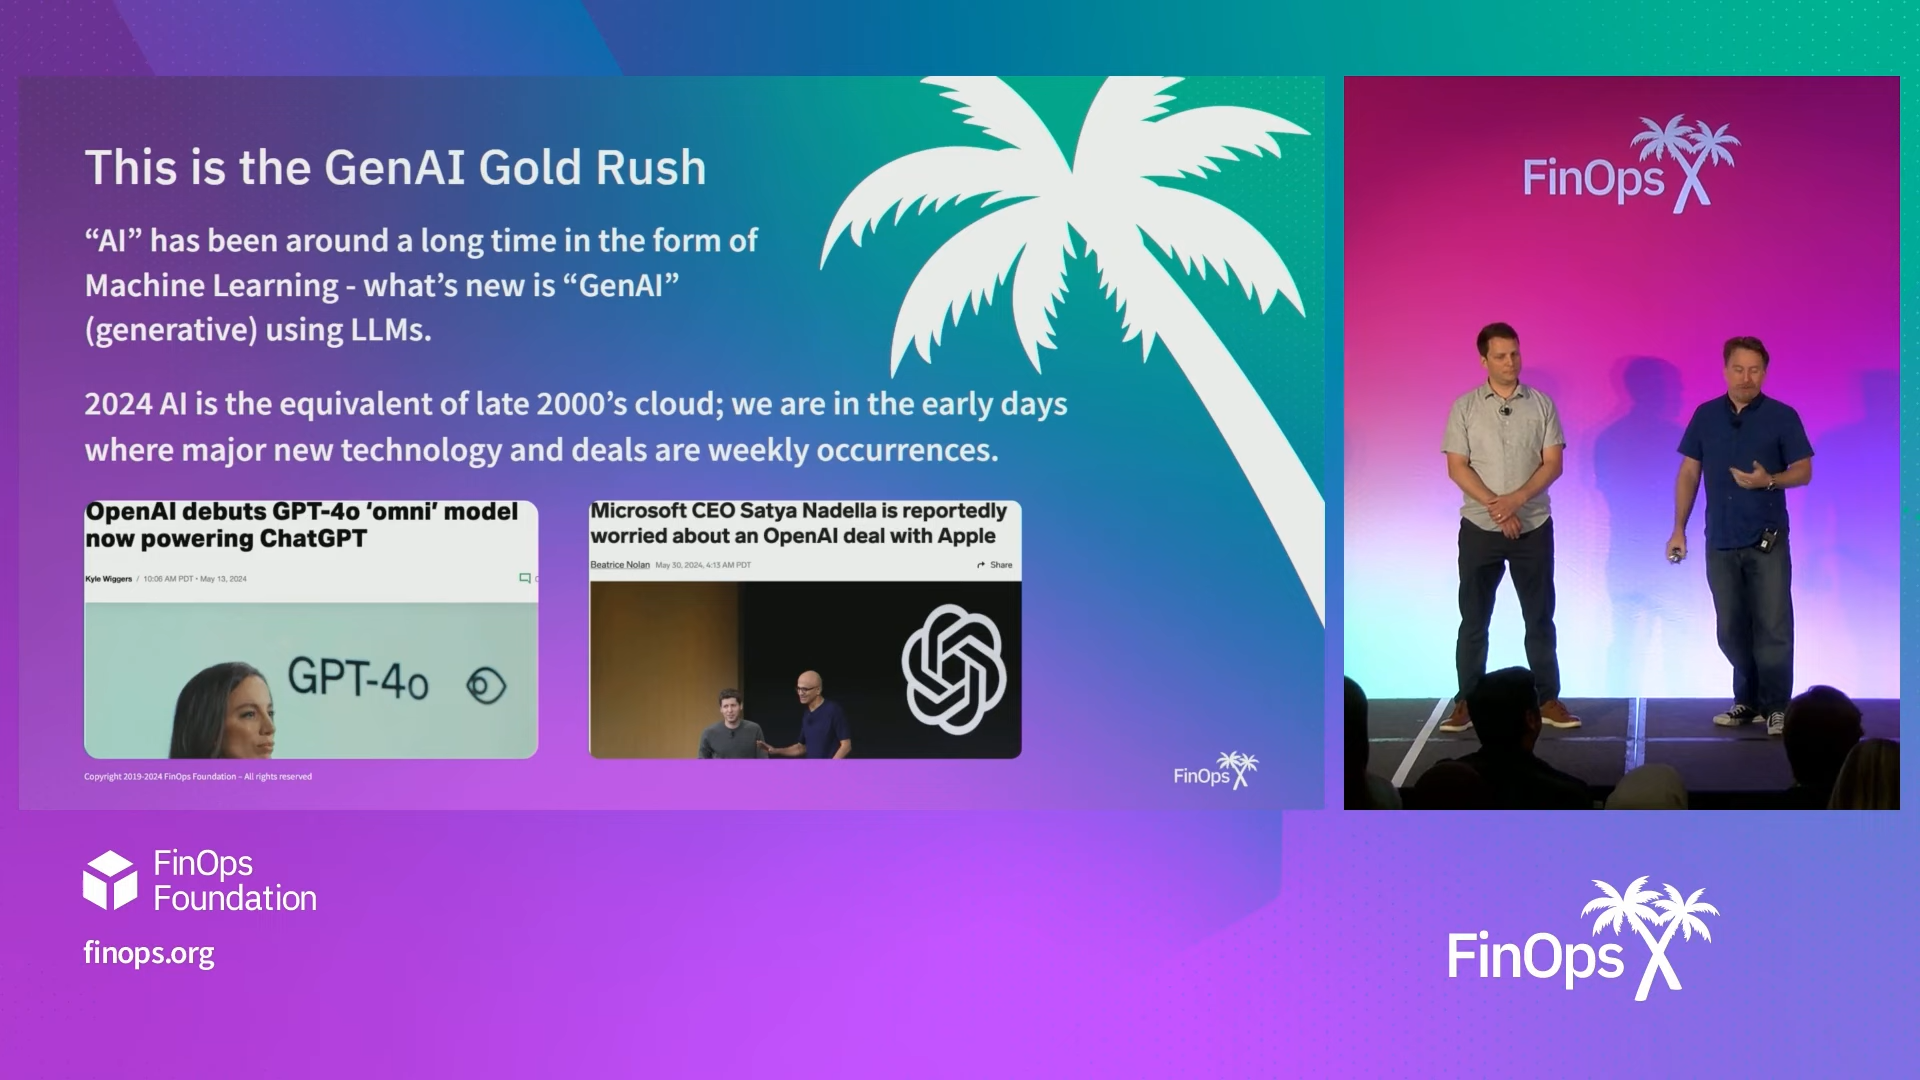 This is the GenAI Gold Rush
“AI” has been around a long time in the form of
Machine Learning - what’s new is “GenAI”
(generative) using LLMs.
2024 AI is the equivalent of late 2000’s cloud; we are in the early days
where major new technology and deals are weekly occurrences.
OpenAI debuts GPT-4o ‘omni’ model
now powering ChatGPT
Kyle Wiggers / 10:06 AM PDT • May 13, 2024
GPT-4o
Microsoft CEO Satya Nadella is reportedly
worried about an OpenAI deal with Apple
Beatrice Nolan May 30, 2024, 4:13 AM PDT
Share
Copyright 2019-2024 FinOps Foundation – All rights reserved
FinOps X
FinOps X
FinOps
Foundation
finops.org
FinOps X